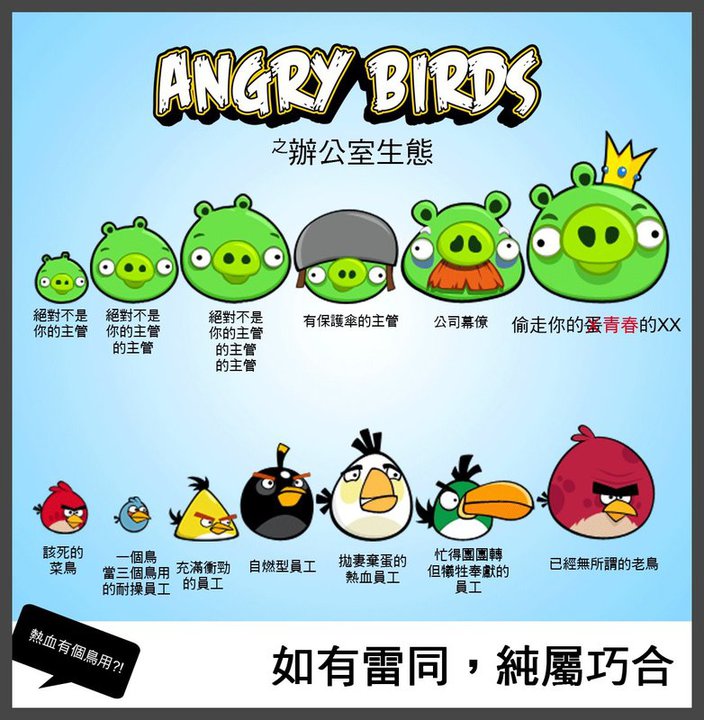 ANGRY BIRDS
之辦公室生態
絕對不是
你的主管
絕對不是
你的主管
的主管
絕對不是
你的主管
的主管
的主管
有保護傘的主管
公司幕僚
偷走你的蛋青春的XX
該死的
菜鳥
一個鳥
當三個鳥用
的耐操員工
充滿衝勁
的員工
自燃型員工
拋妻棄蛋的
熱血員工
忙得團團轉
但犧牲奉獻的
員工
已經無所謂的老鳥
熱血有個鳥用?!
如有雷同，純屬巧合